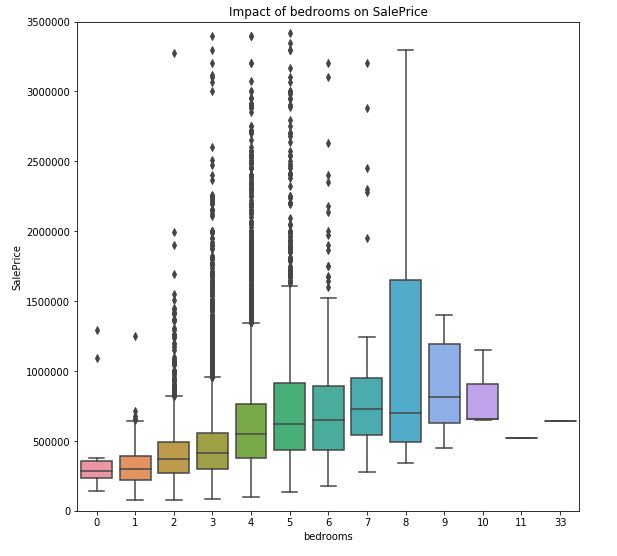 Impact of bedrooms on SalePrice
3500000
3000000
2500000
2000000
1500000
1000000
500000
0
SalePrice
0 1 2 3 4 5 6 7 8 9 10 11 33
bedrooms